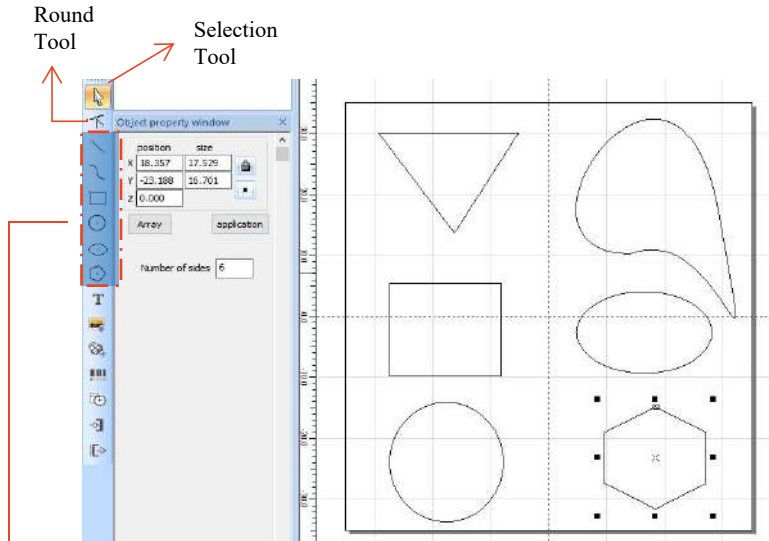 Round
Tool
Selection
Tool
Object property window
position size
X 18.357 17.529
Y -23.188 16.701
Z 0.000
Array application
Number of sides 6
T